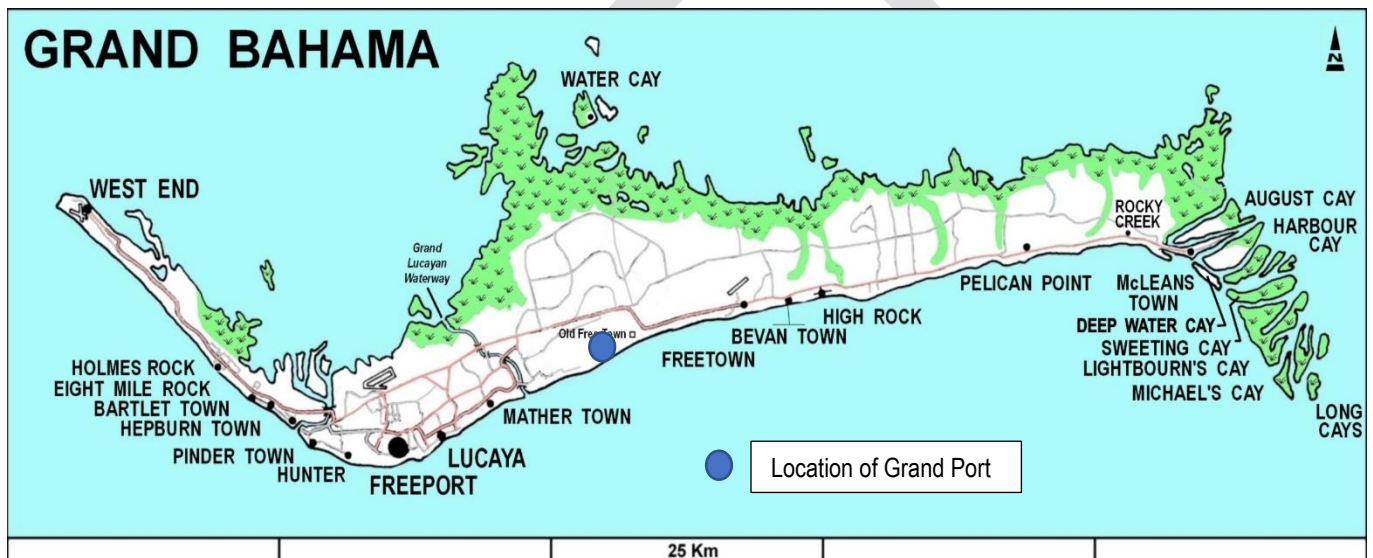 GRAND BAHAMA
N
WATER CAY
WEST END
Grand
Lucayan
Waterway
AUGUST CAY
HARBOUR
CAY
ROCKY
CREEK
PELICAN POINT
McLEANS
TOWN
DEEP WATER CAY
SWEETING CAY
LIGHTBOURN'S CAY
MICHAEL'S CAY
LONG
CAYS
HIGH ROCK
BEVAN TOWN
FREETOWN
Old Free Town
HOLMES ROCK
EIGHT MILE ROCK
BARTLET TOWN
HEPBURN TOWN
PINDER TOWN
HUNTER
FREEPORT
LUCAYA
MATHER TOWN
Location of Grand Port
25 Km